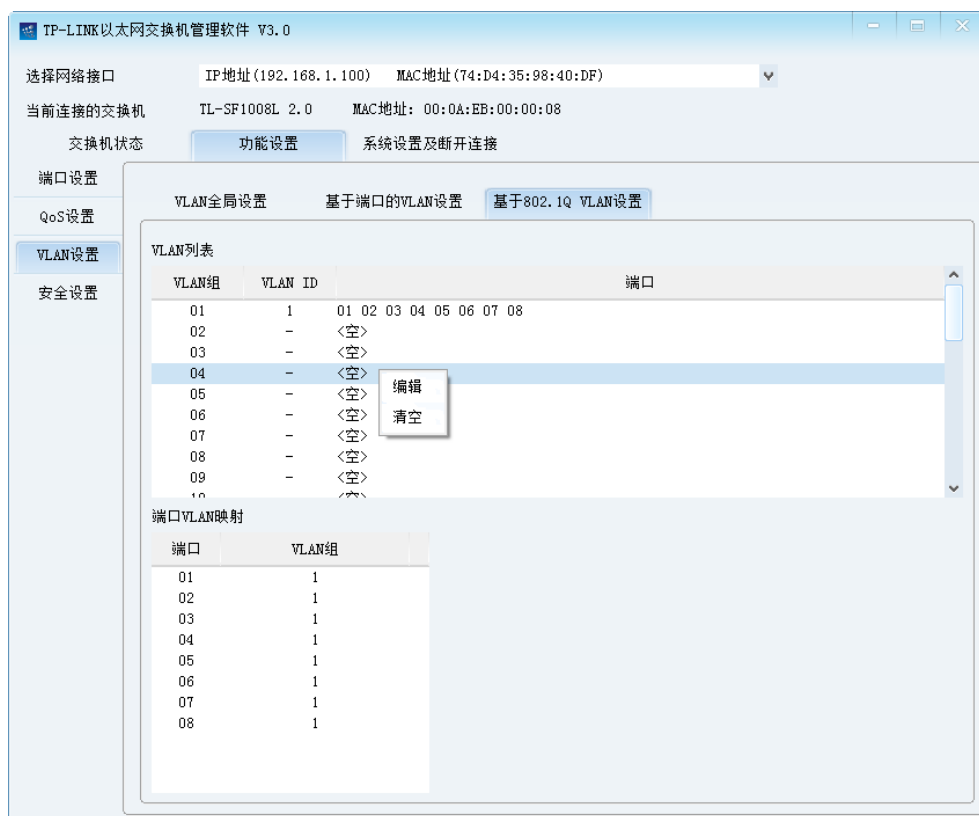 TP-LINK以太网交换机管理软件 V3.0
选择网络接口 IP地址(192.168.1.100) MAC地址(74:D4:35:98:40:DF)
当前连接的交换机 TL-SF1008L 2.0 MAC地址: 00:0A:EB:00:00:08
交换机状态 功能设置 系统设置及断开连接
端口设置
QoS设置
VLAN设置
安全设置
VLAN全局设置 基于端口的VLAN设置 基于802.1Q VLAN设置
VLAN列表
VLAN组 VLAN ID 端口
01 1 01 02 03 04 05 06 07 08
02 - <空>
03 - <空>
04 - <空>
05 - <空>
06 - <空>
07 - <空>
08 - <空>
09 - <空>
编辑
清空
端口VLAN映射
端口 VLAN组
01 1
02 1
03 1
04 1
05 1
06 1
07 1
08 1